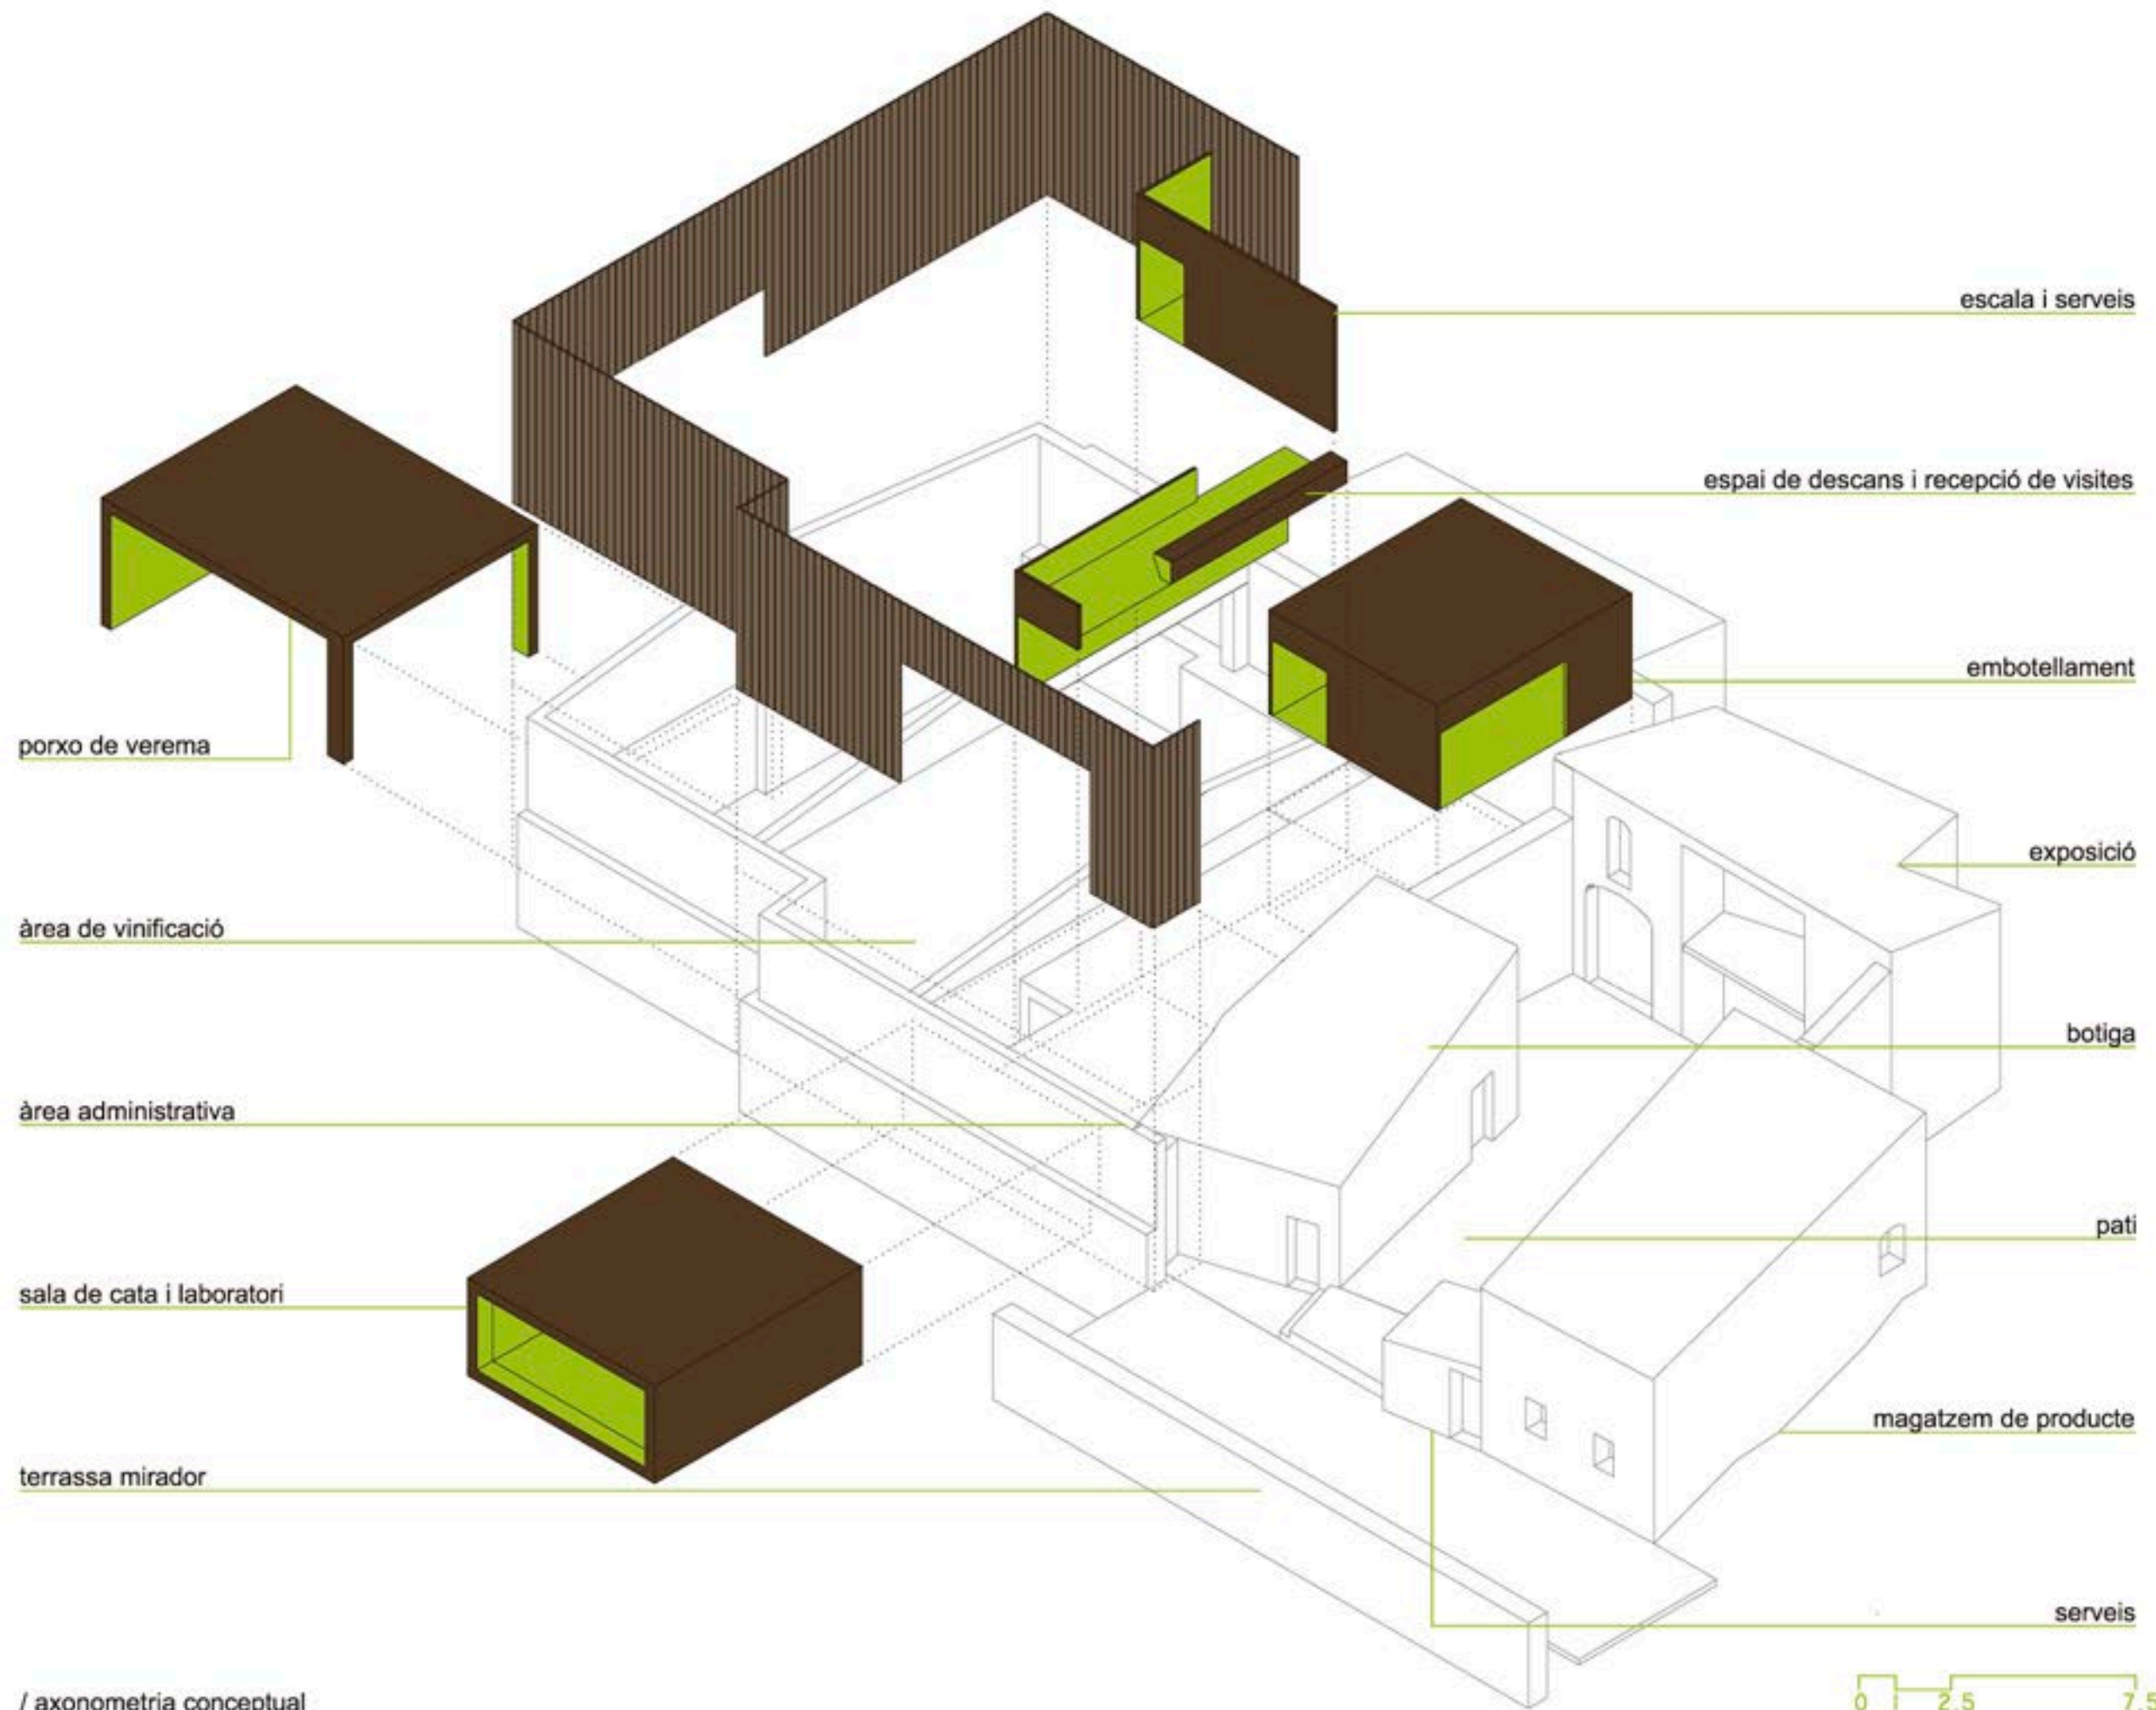 escala i serveis
espai de descans i recepció de visites
embotellament
porxo de verema
exposició
àrea de vinificació
botiga
àrea administrativa
pati
sala de cata i laboratori
magatzem de producte
terrassa mirador
serveis
/ axonometria conceptual
0 1 2.5 7.5